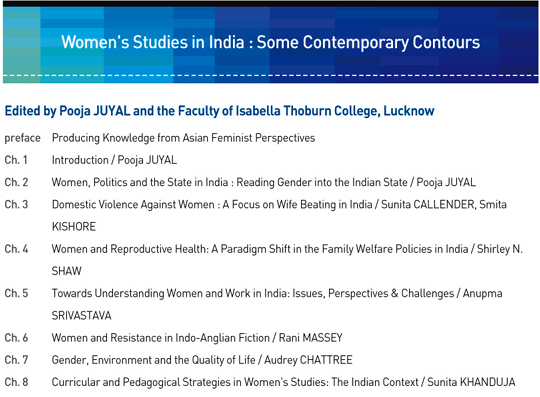 Women's Studies in India : Some Contemporary Contours
Edited by Pooja JUYAL and the Faculty of Isabella Thoburn College, Lucknow
preface Producing Knowledge from Asian Feminist Perspectives
Ch. 1 Introduction / Pooja JUYAL
Ch. 2 Women, Politics and the State in India : Reading Gender into the Indian State / Pooja JUYAL
Ch. 3 Domestic Violence Against Women : A Focus on Wife Beating in India / Sunita CALLENDER, Smita
KISHORE
Ch. 4 Women and Reproductive Health: A Paradigm Shift in the Family Welfare Policies in India / Shirley N.
SHAW
Ch. 5 Towards Understanding Women and Work in India: Issues, Perspectives & Challenges / Anupma
SRIVASTAVA
Ch. 6 Women and Resistance in Indo-Anglian Fiction / Rani MASSEY
Ch. 7 Gender, Environment and the Quality of Life / Audrey CHATTREE
Ch. 8 Curricular and Pedagogical Strategies in Women's Studies: The Indian Context / Sunita KHANDUJA